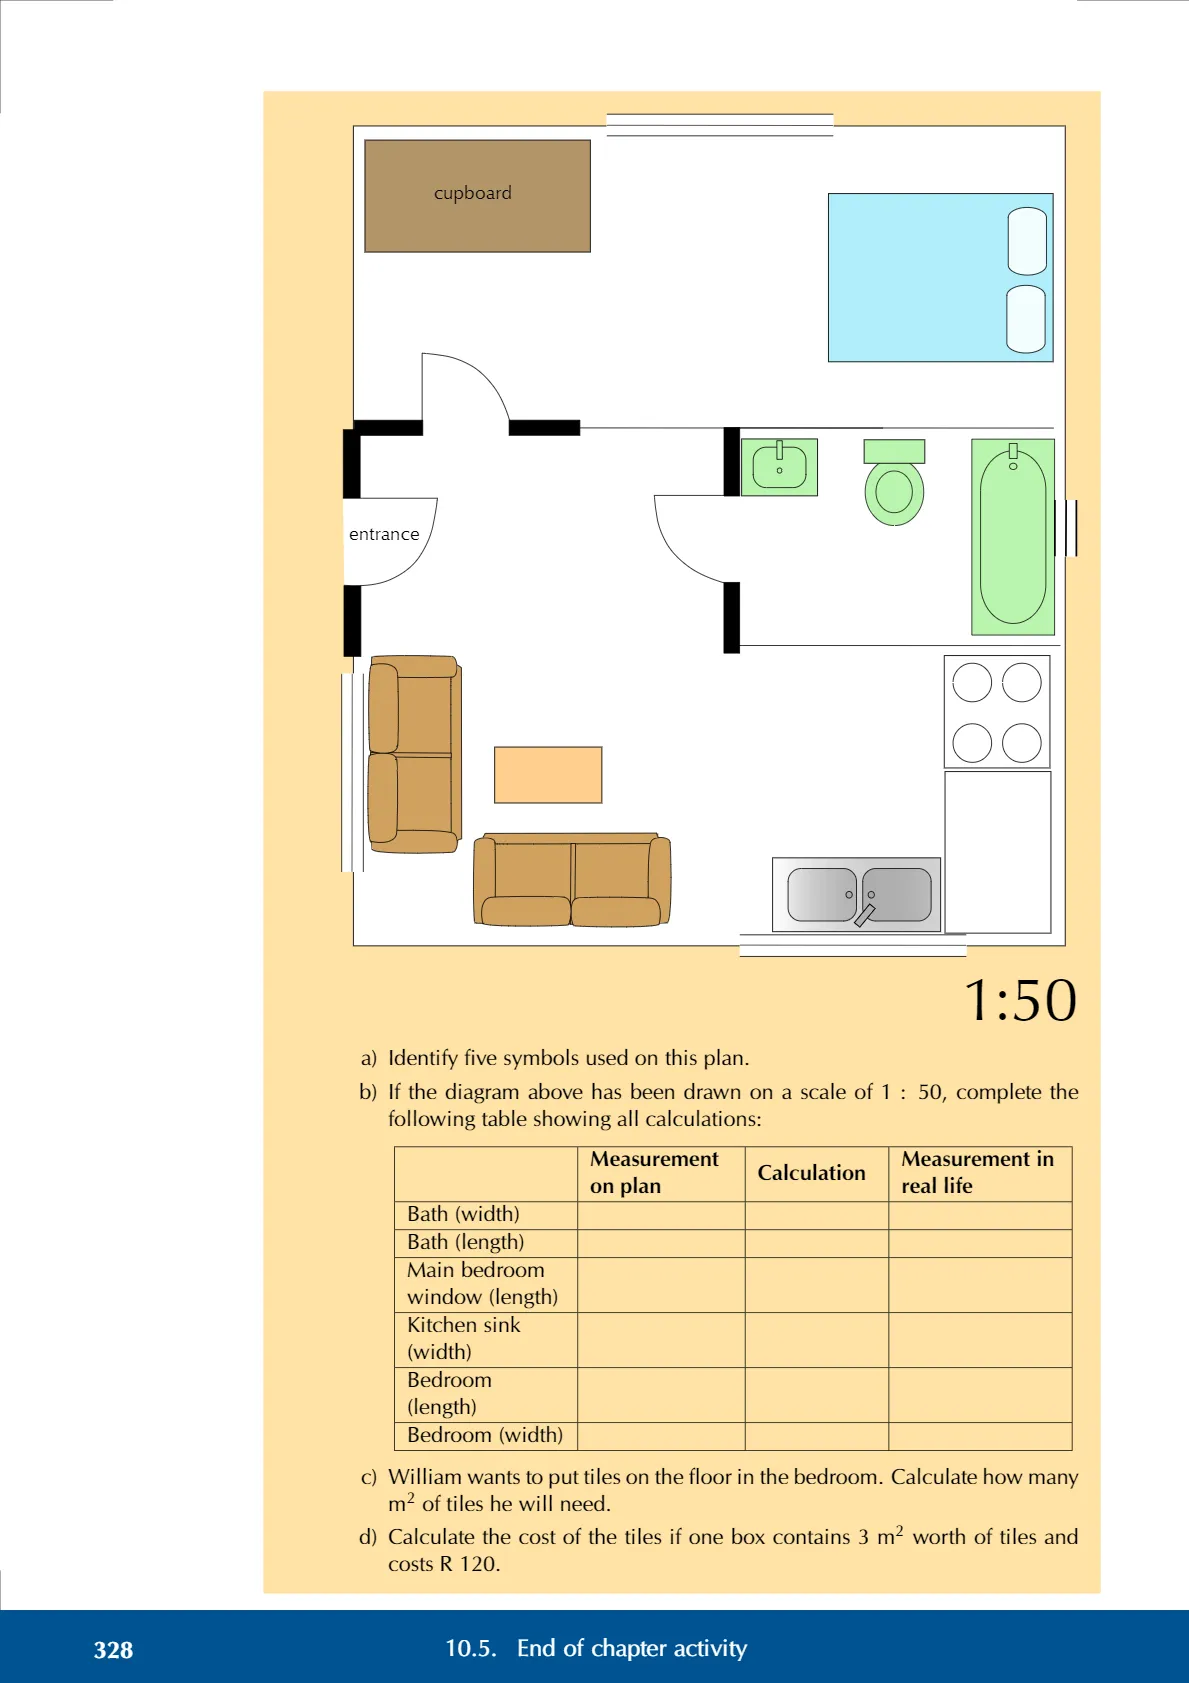 cupboard
entrance
1:50
a) Identify five symbols used on this plan.
b) If the diagram above has been drawn on a scale of 1 : 50, complete the
following table showing all calculations:
Measurement on plan | Calculation | Measurement in real life
Bath (width)
Bath (length)
Main bedroom
window (length)
Kitchen sink
(width)
Bedroom
(length)
Bedroom (width)
c) William wants to put tiles on the floor in the bedroom. Calculate how many
m² of tiles he will need.
d) Calculate the cost of the tiles if one box contains 3 m² worth of tiles and
costs R 120.
328 10.5. End of chapter activity